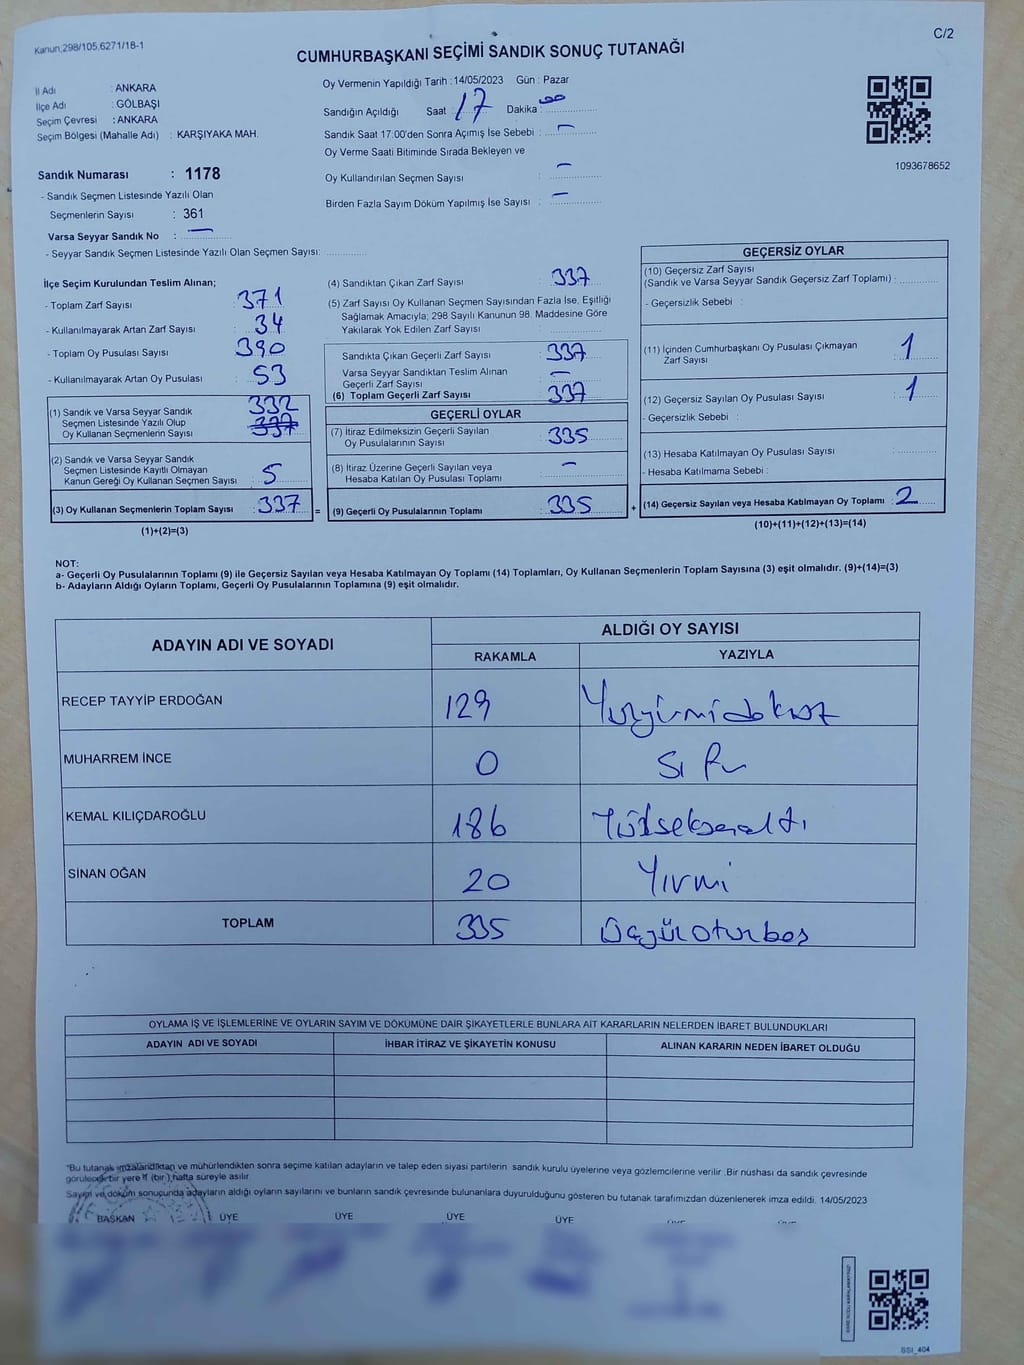 Kanun;298/105,6271/18-1
C/2
CUMHURBAŞKANI SEÇİMİ SANDIK SONUÇ TUTANAĞI
İl Adı : ANKARA
İlçe Adı : GÖLBAŞI
Seçim Çevresi : ANKARA
Seçim Bölgesi (Mahalle Adı) : KARŞIYAKA MAH.
Sandık Numarası : 1178
- Sandık Seçmen Listesinde Yazılı Olan
Seçmenlerin Sayısı : 361
Varsa Seyyar Sandık No : —
- Seyyar Sandık Seçmen Listesinde Yazılı Olan Seçmen Sayısı:
Oy Vermenin Yapıldığı Tarih : 14/05/2023 Gün : Pazar
Sandığın Açıldığı Saat : 17 Dakika : 00
Sandık Saat 17:00'den Sonra Açımış İse Sebebi : —
Oy Verme Saati Bitiminde Sırada Bekleyen ve
Oy Kullandırılan Seçmen Sayısı : —
Birden Fazla Sayım Döküm Yapılmış İse Sayısı : —
1093678652
İlçe Seçim Kurulundan Teslim Alınan;
- Toplam Zarf Sayısı : 371
- Kullanılmayarak Artan Zarf Sayısı : 34
- Toplam Oy Pusulası Sayısı : 390
- Kullanılmayarak Artan Oy Pusulası : 53
(1) Sandık ve Varsa Seyyar Sandık
Seçmen Listesinde Yazılı Olup
Oy Kullanan Seçmenlerin Sayısı : 332
337
(2) Sandık ve Varsa Seyyar Sandık
Seçmen Listesinde Kayıtlı Olmayan
Kanun Gereği Oy Kullanan Seçmen Sayısı : 5
(3) Oy Kullanan Seçmenlerin Toplam Sayısı : 337 =
(1)+(2)=(3)
(4) Sandıktan Çıkan Zarf Sayısı : 337
(5) Zarf Sayısı Oy Kullanan Seçmen Sayısından Fazla İse, Eşitliği
Sağlamak Amacıyla; 298 Sayılı Kanunun 98. Maddesine Göre
Yakılarak Yok Edilen Zarf Sayısı :
Sandıkta Çıkan Geçerli Zarf Sayısı : 337
Varsa Seyyar Sandıktan Teslim Alınan
Geçerli Zarf Sayısı : —
(6) Toplam Geçerli Zarf Sayısı : 337
GEÇERLİ OYLAR
(7) İtiraz Edilmeksizin Geçerli Sayılan
Oy Pusulalarının Sayısı : 335
(8) İtiraz Üzerine Geçerli Sayılan veya
Hesaba Katılan Oy Pusulası Toplamı : —
(9) Geçerli Oy Pusulalarının Toplamı : 335 +
GEÇERSİZ OYLAR
(10) Geçersiz Zarf Sayısı
(Sandık ve Varsa Seyyar Sandık Geçersiz Zarf Toplamı) :
- Geçersizlik Sebebi :
(11) İçinden Cumhurbaşkanı Oy Pusulası Çıkmayan
Zarf Sayısı : 1
(12) Geçersiz Sayılan Oy Pusulası Sayısı : 1
- Geçersizlik Sebebi :
(13) Hesaba Katılmayan Oy Pusulası Sayısı :
- Hesaba Katılmama Sebebi :
(14) Geçersiz Sayılan veya Hesaba Katılmayan Oy Toplamı : 2
(10)+(11)+(12)+(13)=(14)
NOT:
a- Geçerli Oy Pusulalarının Toplamı (9) ile Geçersiz Sayılan veya Hesaba Katılmayan Oy Toplamı (14) Toplamları, Oy Kullanan Seçmenlerin Toplam Sayısına (3) eşit olmalıdır. (9)+(14)=(3)
b- Adayların Aldığı Oyların Toplamı, Geçerli Oy Pusulalarının Toplamına (9) eşit olmalıdır.
ADAYIN ADI VE SOYADI
ALDIĞI OY SAYISI
RAKAMLA YAZIYLA
RECEP TAYYİP ERDOĞAN 129 Yüzyirmidokuz
MUHARREM İNCE 0 Sıfır
KEMAL KILIÇDAROĞLU 186 Yüzseksenaltı
SİNAN OĞAN 20 Yirmi
TOPLAM 335 Üçyüzotuzbeş
OYLAMA İŞ VE İŞLEMLERİNE VE OYLARIN SAYIM VE DÖKÜMÜNE DAİR ŞİKAYETLERLE BUNLARA AİT KARARLARIN NELERDEN İBARET BULUNDUKLARI
ADAYIN ADI VE SOYADI İHBAR İTİRAZ VE ŞİKAYETİN KONUSU ALINAN KARARIN NEDEN İBARET OLDUĞU
"Bu tutanak imzalandıktan ve mühürlendikten sonra seçime katılan adayların ve talep eden siyasi partilerin sandık kurulu üyelerine veya gözlemcilerine verilir .Bir nüshası da sandık çevresinde
görülecek bir yere 1 (bir ) hafta süreyle asılır.
Sayım ve döküm sonucunda adayların aldığı oyların sayılarını ve bunların sandık çevresinde bulunanlara duyurulduğunu gösteren bu tutanak tarafımızdan düzenlenerek imza edildi. 14/05/2023
BAŞKAN ÜYE ÜYE ÜYE ÜYE
SSI_404